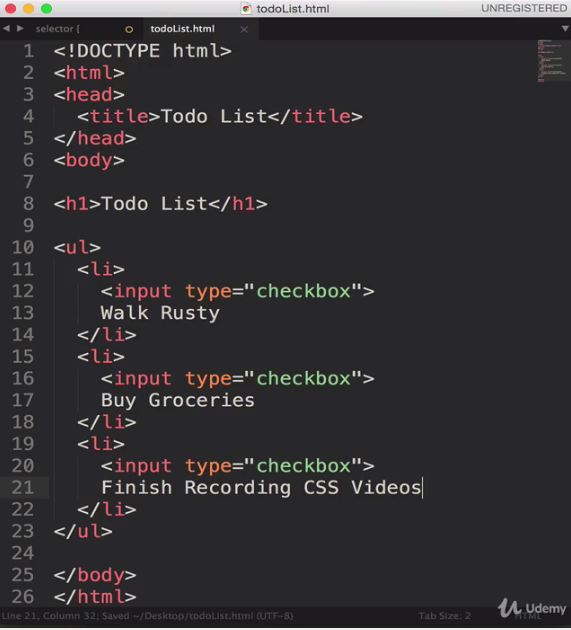 todoList.html
UNREGISTERED
selector {
todoList.html
1 <!DOCTYPE html>
2 <html>
3 <head>
4 <title>Todo List</title>
5 </head>
6 <body>
7
8 <h1>Todo List</h1>
9
10 <ul>
11 <li>
12 <input type="checkbox">
13 Walk Rusty
14 </li>
15 <li>
16 <input type="checkbox">
17 Buy Groceries
18 </li>
19 <li>
20 <input type="checkbox">
21 Finish Recording CSS Videos
22 </li>
23 </ul>
24
25 </body>
26 </html>
Line 21, Column 32; Saved ~/Desktop/todoList.html (UTF-8)
Tab Size: 2
HTML
Udemy